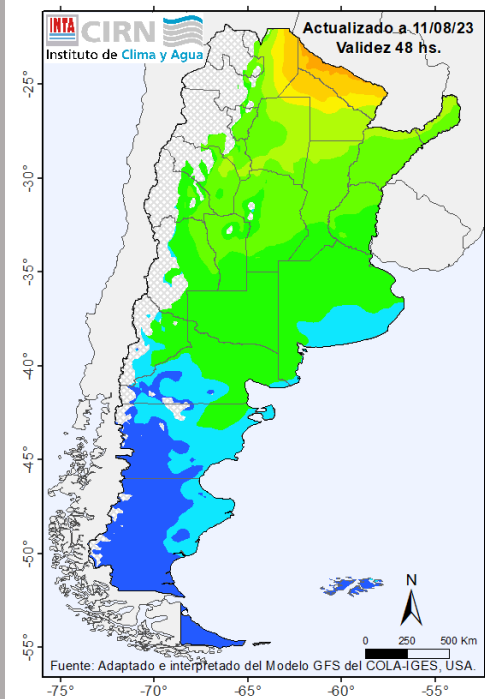 INTA CIRN
Instituto de Clima y Agua
Actualizado a 11/08/23
Validez 48 hs.
-22°
-30°
-35°
-40°
-45°
-50°
-55°
N
0 250 500 Km
Fuente: Adaptado e interpretado del Modelo GFS del COLA-IGES, USA.
-75° -70° -65° -60° -55°